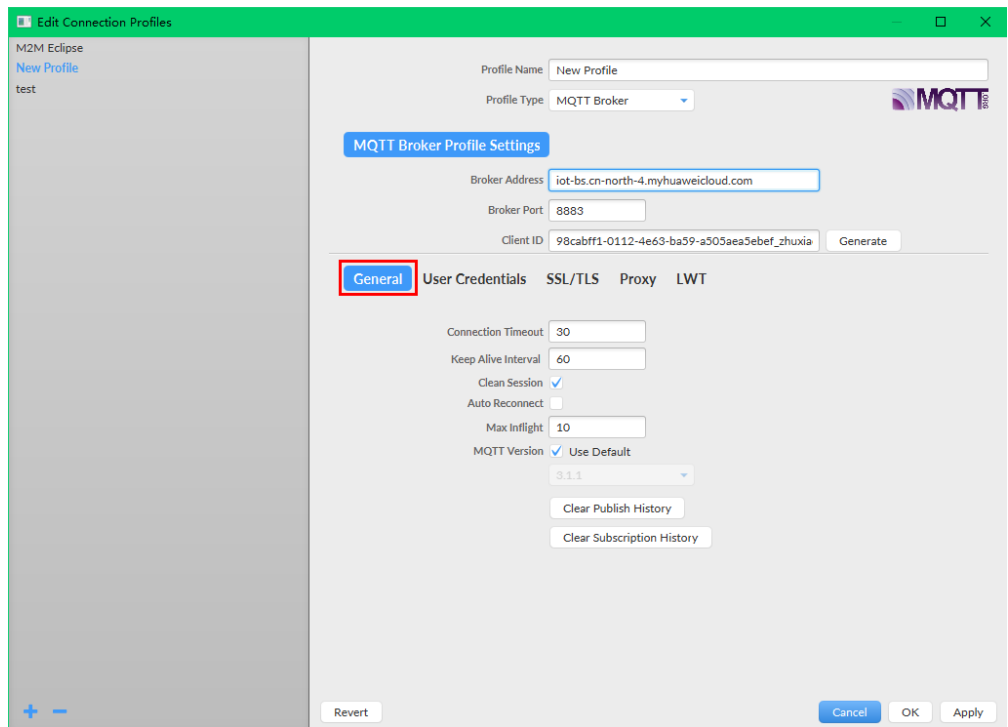 Edit Connection Profiles
M2M Eclipse
New Profile
test
Profile Name New Profile
Profile Type MQTT Broker
MQTT.ORG
MQTT Broker Profile Settings
Broker Address iot-bs.cn-north-4.myhuaweicloud.com
Broker Port 8883
Client ID 98cabff1-0112-4e63-ba59-a505aea5ebef_zhuxia Generate
General User Credentials SSL/TLS Proxy LWT
Connection Timeout 30
Keep Alive Interval 60
Clean Session
Auto Reconnect
Max Inflight 10
MQTT Version Use Default
3.1.1
Clear Publish History
Clear Subscription History
Revert Cancel OK Apply